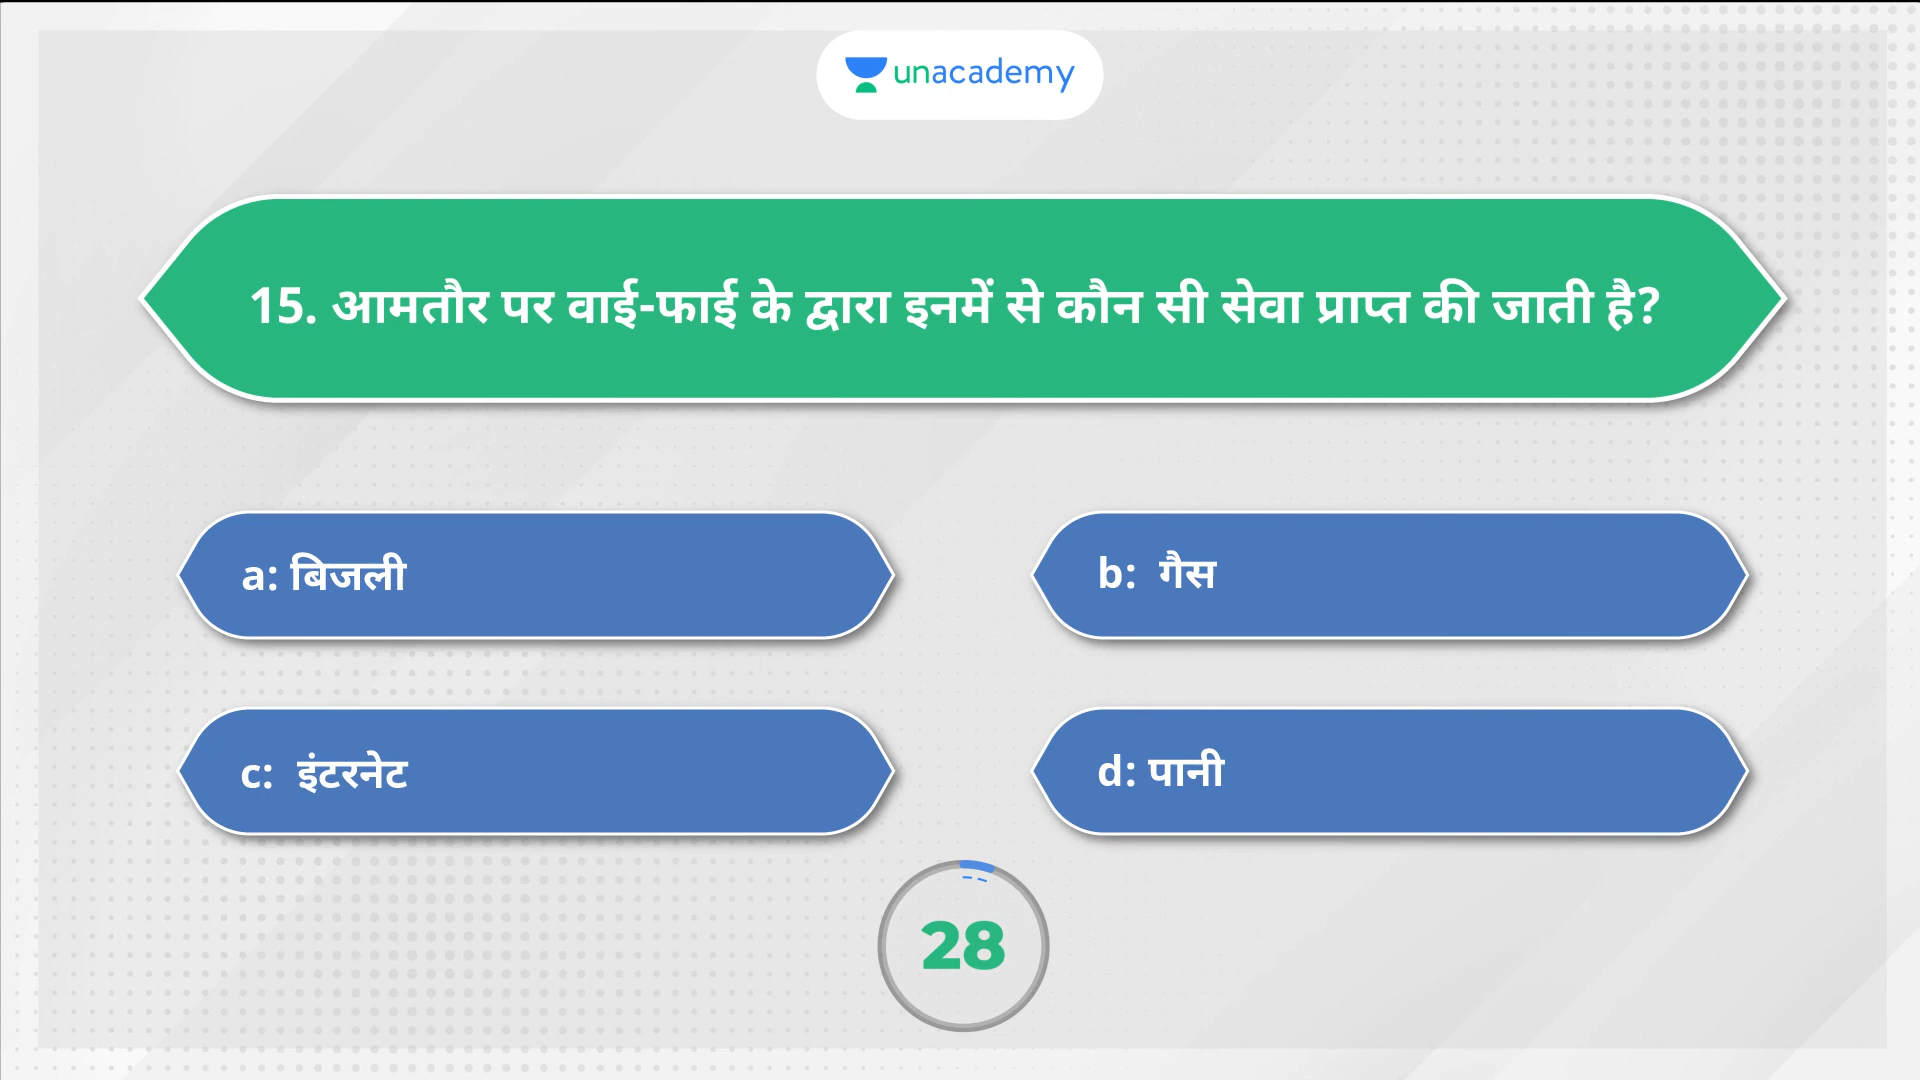 unacademy
15. आमतौर पर वाई-फाई के द्वारा इनमें से कौन सी सेवा प्राप्त की जाती है?
a: बिजली
b: गैस
c: इंटरनेट
d: पानी
28